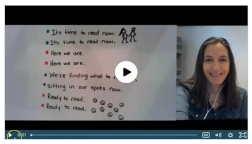 It's time to read now.
It's time to read now.
Here we are.
Here we are.
We're finding what to
sitting in our spots now.
Ready to read.
Ready to read.